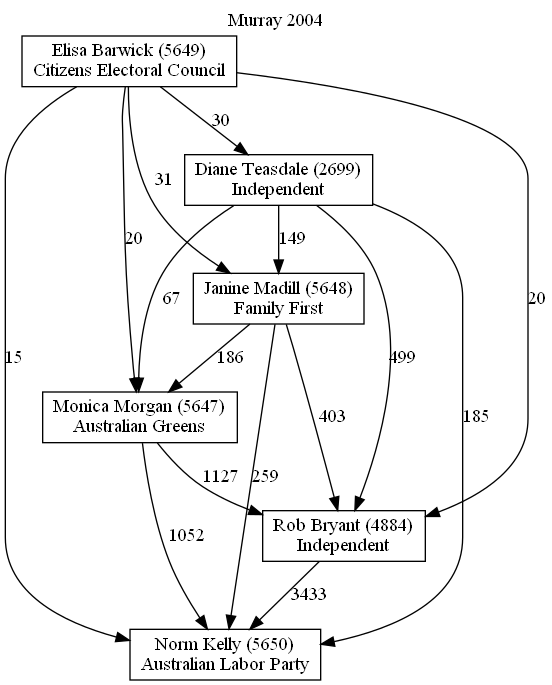 Murray 2004
Elisa Barwick (5649)
Citizens Electoral Council
30
Diane Teasdale (2699)
Independent
31
20
149
67
20
Janine Madill (5648)
Family First
15
186
499
403
185
Monica Morgan (5647)
Australian Greens
1127
259
1052
Rob Bryant (4884)
Independent
3433
Norm Kelly (5650)
Australian Labor Party